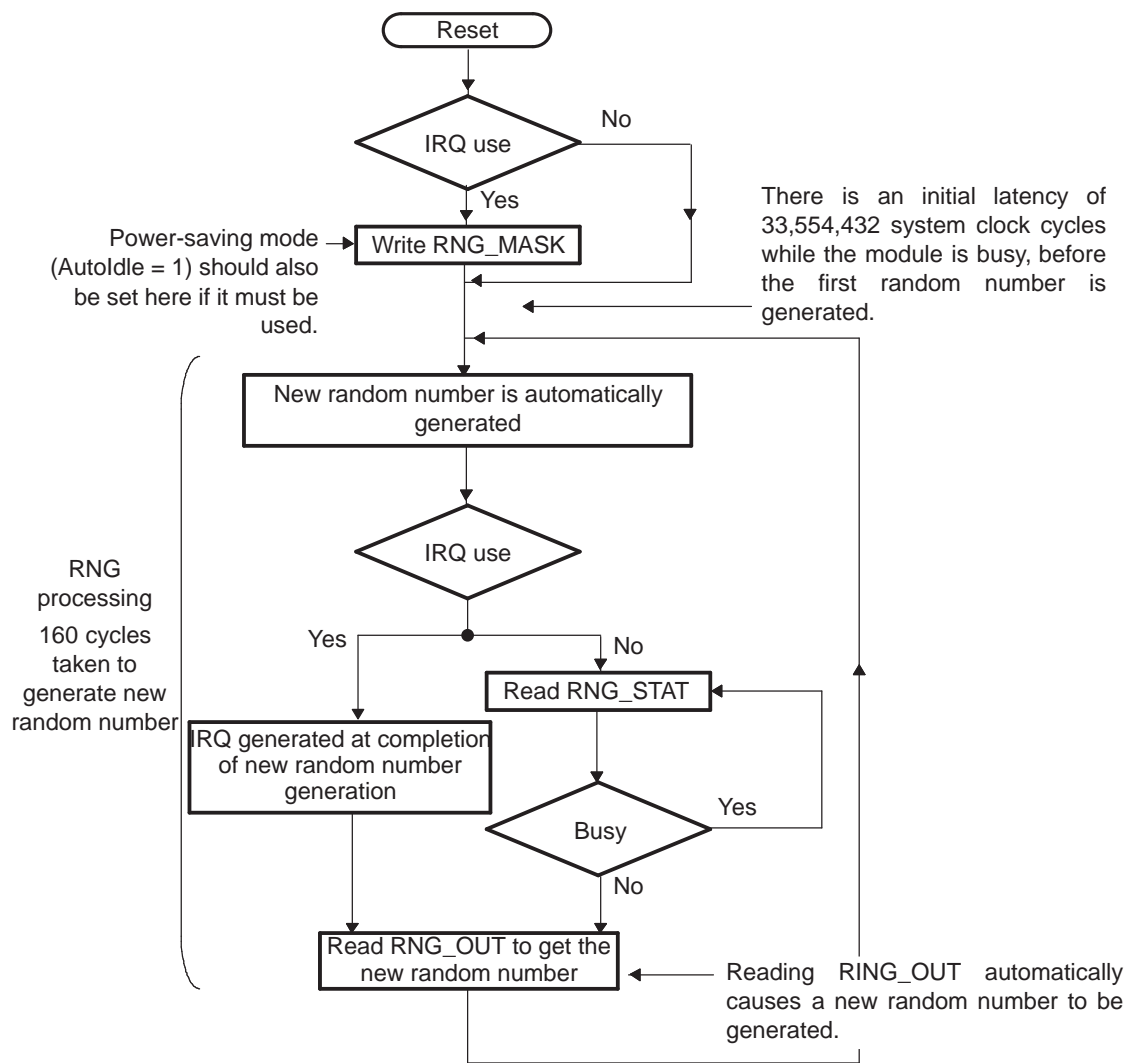 Reset
IRQ use
No
Yes
Write RNG_MASK
Power-saving mode
(AutoIdle = 1) should also
be set here if it must be
used.
There is an initial latency of
33,554,432 system clock cycles
while the module is busy, before
the first random number is
generated.
New random number is automatically
generated
IRQ use
RNG
processing
160 cycles
taken to
generate new
random number
Yes
No
Read RNG_STAT
IRQ generated at completion
of new random number
generation
Busy
Yes
No
Read RNG_OUT to get the
new random number
Reading RING_OUT automatically
causes a new random number to be
generated.